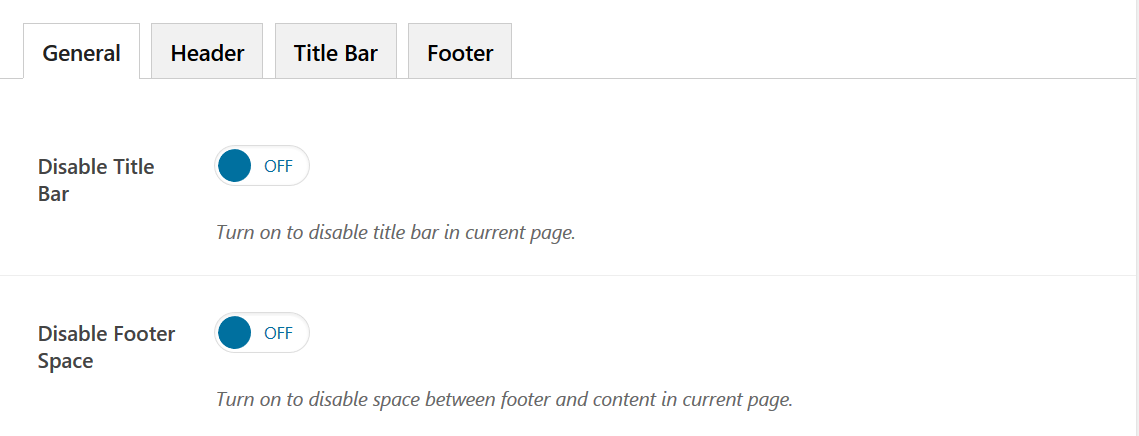 General Header Title Bar Footer
Disable Title
Bar
OFF
Turn on to disable title bar in current page.
Disable Footer
Space
OFF
Turn on to disable space between footer and content in current page.